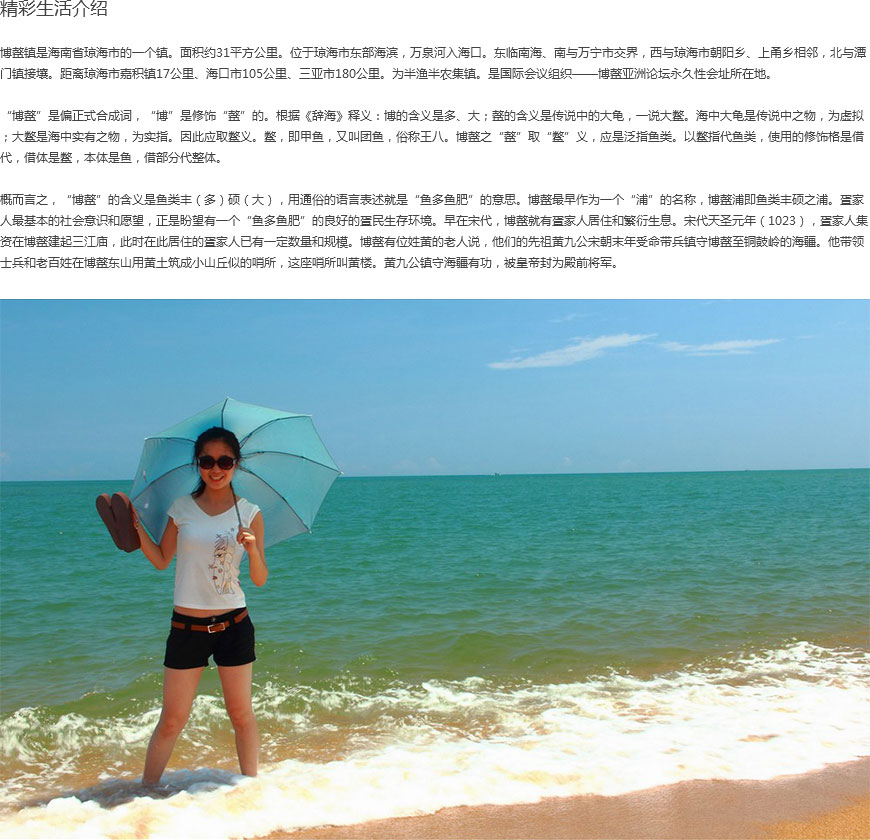 精彩生活介绍
博鳌镇是海南省琼海市的一个镇。面积约31平方公里。位于琼海市东部海滨，万泉河入海口。东临南海、南与万宁市交界，西与琼海市朝阳乡、上甬乡相邻，北与潭
门镇接壤。距离琼海市嘉积镇17公里、海口市105公里、三亚市180公里。为半渔半农集镇。是国际会议组织——博鳌亚洲论坛永久性会址所在地。
“博鳌”是偏正式合成词，“博”是修饰“鳌”的。根据《辞海》释义：博的含义是多、大；鳌的含义是传说中的大龟，一说大鳖。海中大龟是传说中之物，为虚拟
；大鳖是海中实有之物，为实指。因此应取鳖义。鳖，即甲鱼，又叫团鱼，俗称王八。博鳌之“鳌”取“鳖”义，应是泛指鱼类。以鳖指代鱼类，使用的修饰格是借
代，借体是鳖，本体是鱼，借部分代整体。
概而言之，“博鳌”的含义是鱼类丰（多）硕（大），用通俗的语言表述就是“鱼多鱼肥”的意思。博鳌最早作为一个“浦”的名称，博鳌浦即鱼类丰硕之浦。疍家
人最基本的社会意识和愿望，正是盼望有一个“鱼多鱼肥”的良好的疍民生存环境。早在宋代，博鳌就有疍家人居住和繁衍生息。宋代天圣元年（1023），疍家人集
资在博鳌建起三江庙，此时在此居住的疍家人已有一定数量和规模。博鳌有位姓黄的老人说，他们的先祖黄九公宋朝末年受命带兵镇守博鳌至铜鼓岭的海疆。他带领
士兵和老百姓在博鳌东山用黄土筑成小山丘似的哨所，这座哨所叫黄楼。黄九公镇守海疆有功，被皇帝封为殿前将军。